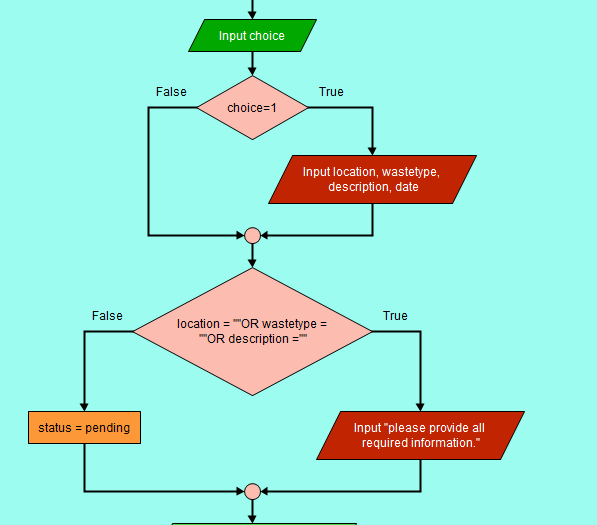 Input choice
False
True
choice=1
Input location, wastetype,
description, date
False
True
location = ""OR wastetype =
""OR description =""
status = pending
Input "please provide all
required information."